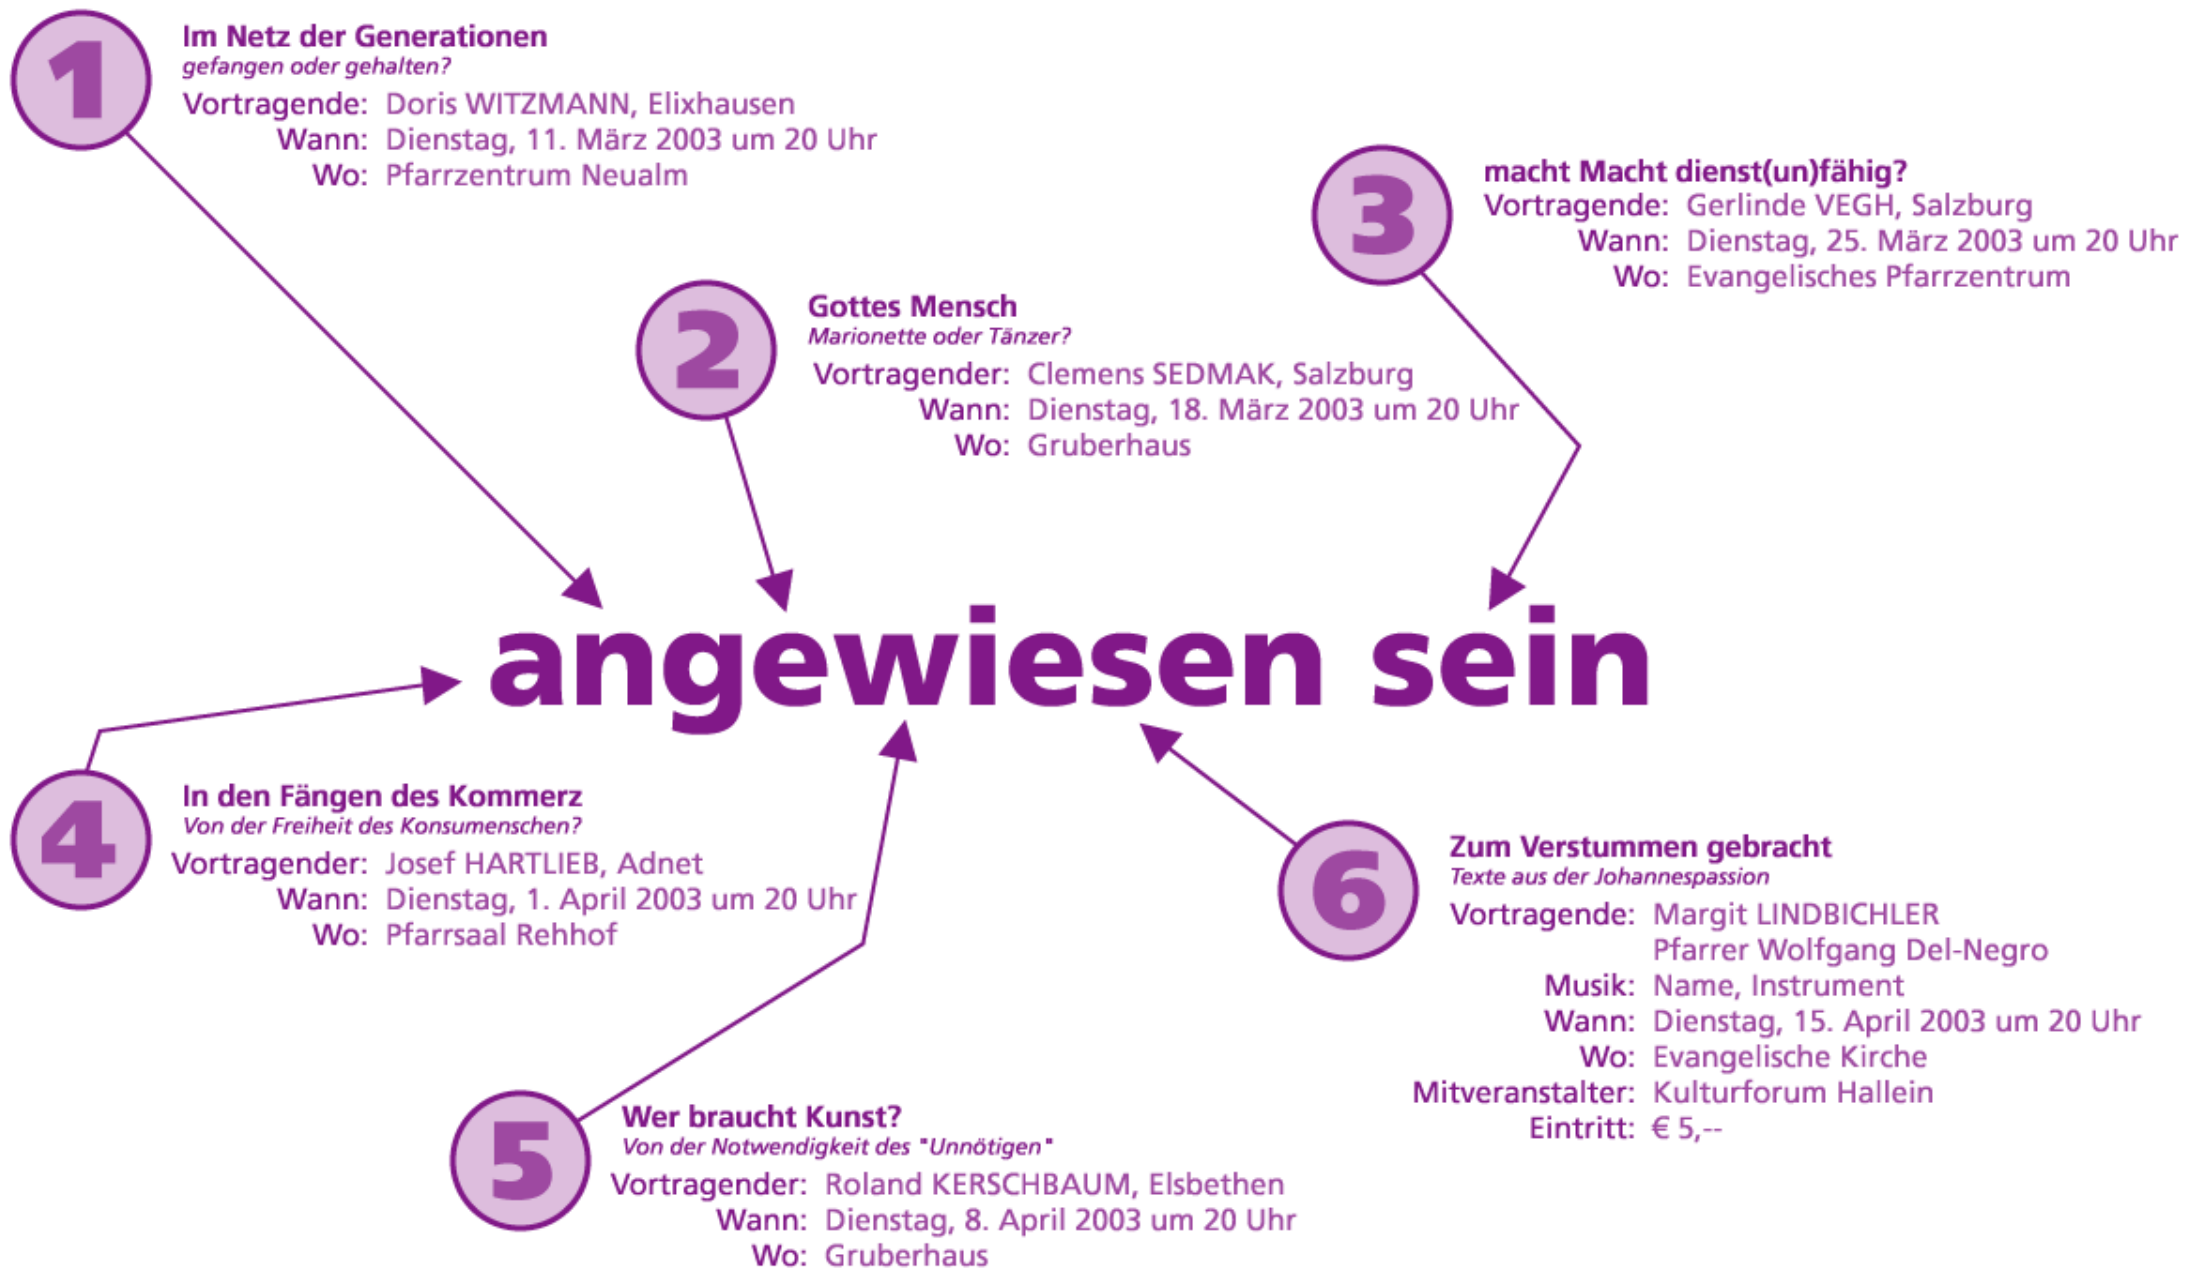 1
Im Netz der Generationen
gefangen oder gehalten?
Vortragende: Doris WITZMANN, Elixhausen
Wann: Dienstag, 11. März 2003 um 20 Uhr
Wo: Pfarrzentrum Neualm
2
Gottes Mensch
Marionette oder Tänzer?
Vortragender: Clemens SEDMAK, Salzburg
Wann: Dienstag, 18. März 2003 um 20 Uhr
Wo: Gruberhaus
3
macht Macht dienst(un)fähig?
Vortragende: Gerlinde VEGH, Salzburg
Wann: Dienstag, 25. März 2003 um 20 Uhr
Wo: Evangelisches Pfarrzentrum
angewiesen sein
4
In den Fängen des Kommerz
Von der Freiheit des Konsumenschen?
Vortragender: Josef HARTLIEB, Adnet
Wann: Dienstag, 1. April 2003 um 20 Uhr
Wo: Pfarrsaal Rehhof
5
Wer braucht Kunst?
Von der Notwendigkeit des "Unnötigen"
Vortragender: Roland KERSCHBAUM, Elsbethen
Wann: Dienstag, 8. April 2003 um 20 Uhr
Wo: Gruberhaus
6
Zum Verstummen gebracht
Texte aus der Johannespassion
Vortragende: Margit LINDBICHLER
Pfarrer Wolfgang Del-Negro
Musik: Name, Instrument
Wann: Dienstag, 15. April 2003 um 20 Uhr
Wo: Evangelische Kirche
Mitveranstalter: Kulturforum Hallein
Eintritt: € 5,--